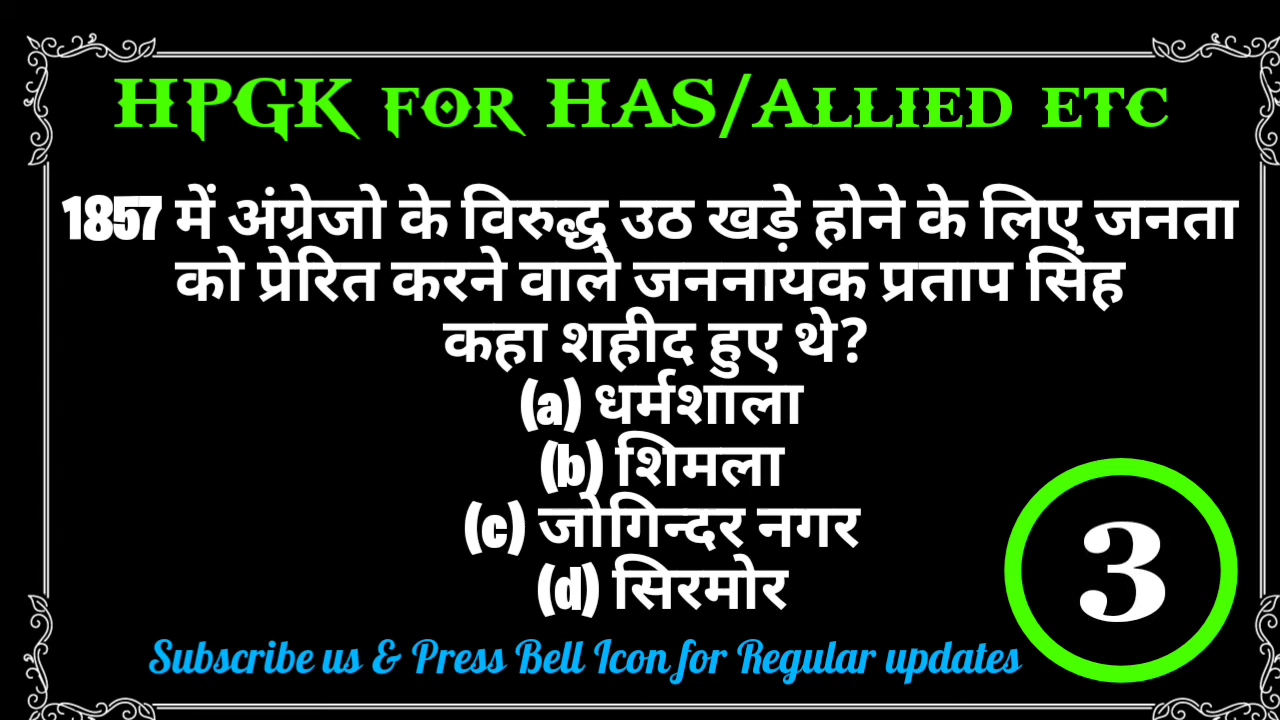 HPGK for HAS/Allied etc
1857 में अंग्रेजो के विरुद्ध उठ खड़े होने के लिए जनता
को प्रेरित करने वाले जननायक प्रताप सिंह
कहा शहीद हुए थे?
(a) धर्मशाला
(b) शिमला
(c) जोगिन्दर नगर
(d) सिरमोर
3
Subscribe us & Press Bell Icon for Regular updates